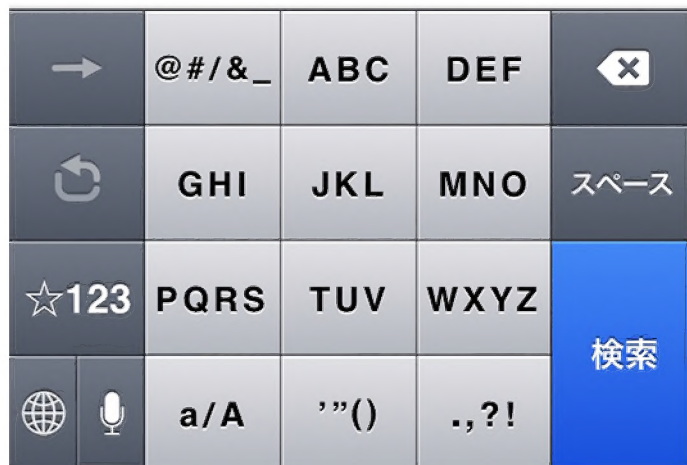 @#/&_ ABC DEF
GHI JKL MNO スペース
☆123 PQRS TUV WXYZ
検索
a/A ’”() .,?!